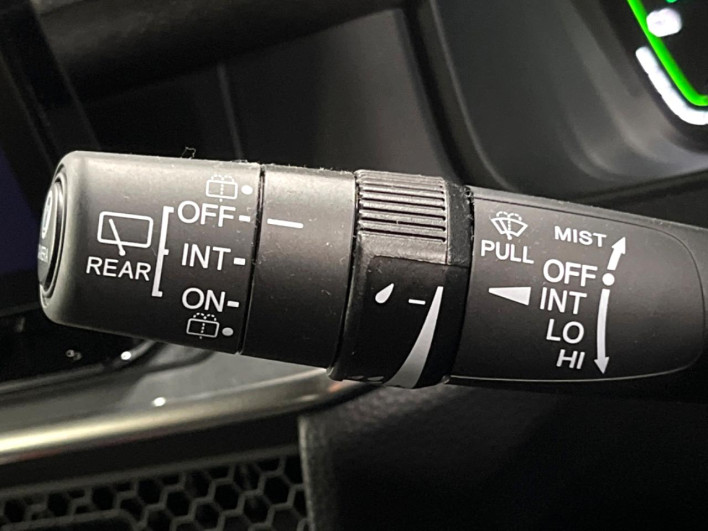 OFF
REAR
INT
ON
PULL
MIST
OFF
INT
LO
HI